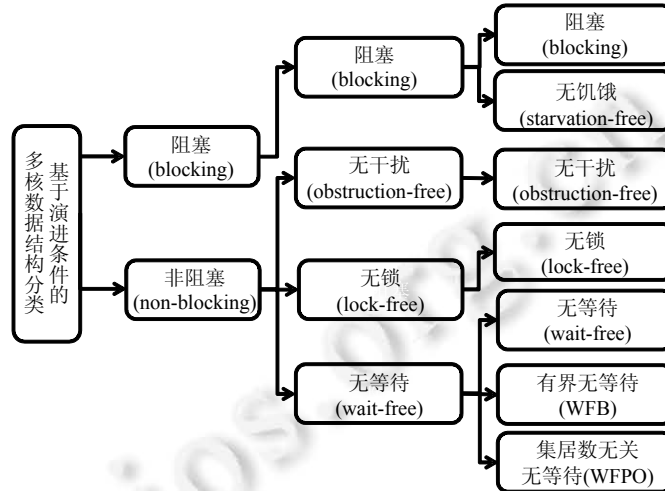 基于演进条件的
多核数据结构分类
阻塞
(blocking)
非阻塞
(non-blocking)
阻塞
(blocking)
无干扰
(obstruction-free)
无锁
(lock-free)
无等待
(wait-free)
阻塞
(blocking)
无饥饿
(starvation-free)
无干扰
(obstruction-free)
无锁
(lock-free)
无等待
(wait-free)
有界无等待
(WFB)
集居数无关
无等待(WFPO)